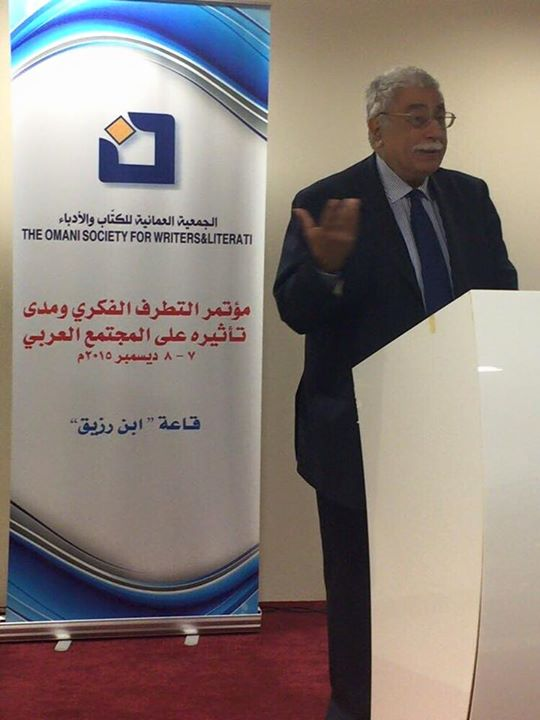 الجمعية العمانية للكتّاب والأدباء
THE OMANI SOCIETY FOR WRITERS&LITERATI
مؤتمر التطرف الفكري ومدى
تأثيره على المجتمع العربي
٧ - ٨ ديسمبر ٢٠١٥م
قاعة "ابن رزيق"